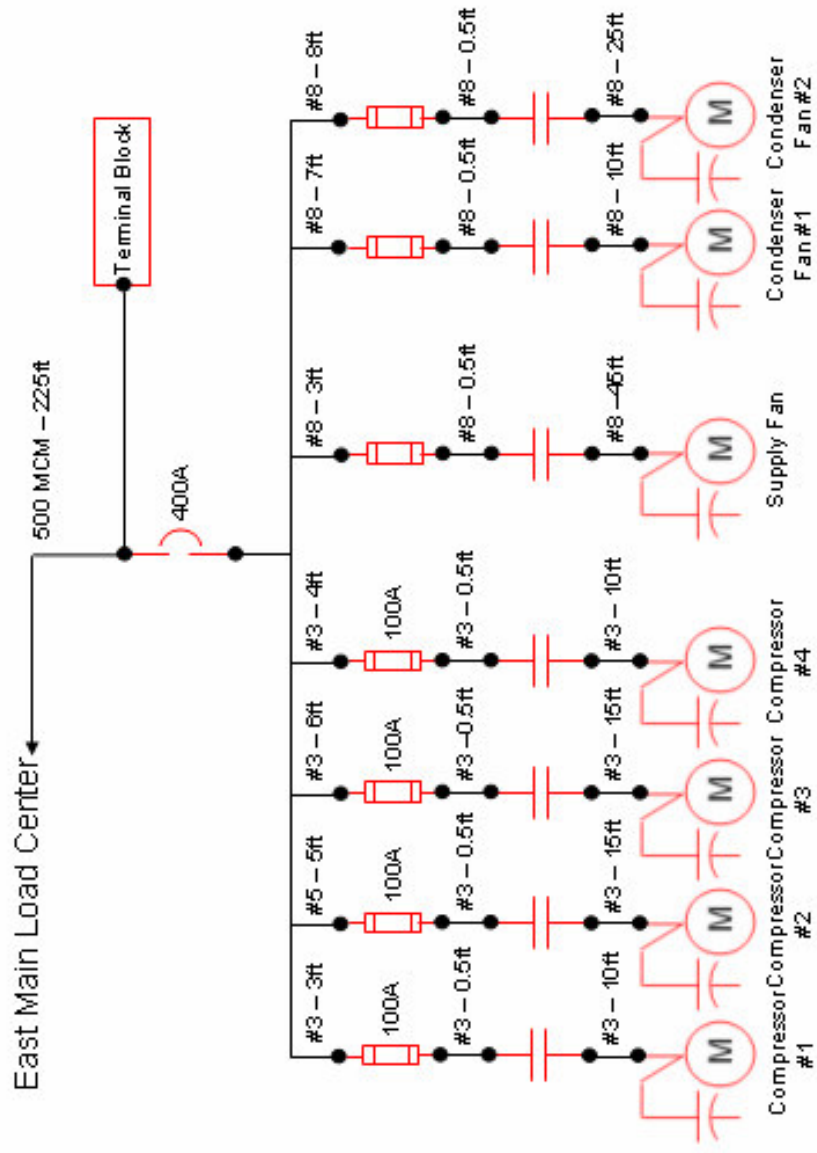 East Main Load Center
500 MCM – 225ft
Terminal Block
400A
#3 – 3ft
#5 – 5ft
#3 – 6ft
#3 – 4ft
#8 – 3ft
#8 – 7ft
#8 – 8ft
100A
100A
100A
100A
#3 – 0.5ft
#3 – 0.5ft
#3 –0.5ft
#3 – 0.5ft
#8 – 0.5ft
#8 – 0.5ft
#8 – 0.5ft
#3 – 10ft
#3 – 15ft
#3 – 15ft
#3 – 10ft
#8 –45ft
#8 – 10ft
#8 – 25ft
M
M
M
M
M
M
M
Compressor
#1
Compressor
#2
Compressor
#3
Compressor
#4
Supply Fan
Condenser
Fan #1
Condenser
Fan #2